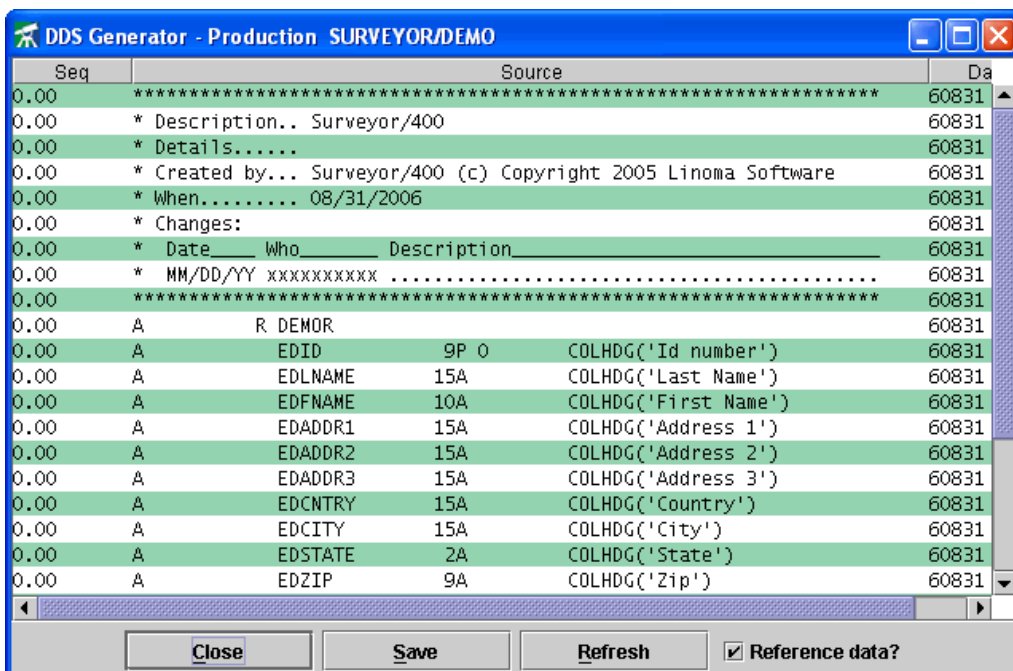 DDS Generator - Production  SURVEYOR/DEMO
Seq Source Da
0.00 ******************************************************************* 60831
0.00 * Description.. Surveyor/400 60831
0.00 * Details...... 60831
0.00 * Created by... Surveyor/400 (c) Copyright 2005 Linoma Software 60831
0.00 * When......... 08/31/2006 60831
0.00 * Changes: 60831
0.00 *  Date____ Who_______ Description_________________________________ 60831
0.00 *  MM/DD/YY xxxxxxxxxx ............................................ 60831
0.00 ******************************************************************* 60831
0.00 A          R DEMOR 60831
0.00 A            EDID          9P 0       COLHDG('Id number') 60831
0.00 A            EDLNAME       15A        COLHDG('Last Name') 60831
0.00 A            EDFNAME       10A        COLHDG('First Name') 60831
0.00 A            EDADDR1       15A        COLHDG('Address 1') 60831
0.00 A            EDADDR2       15A        COLHDG('Address 2') 60831
0.00 A            EDADDR3       15A        COLHDG('Address 3') 60831
0.00 A            EDCNTRY       15A        COLHDG('Country') 60831
0.00 A            EDCITY        15A        COLHDG('City') 60831
0.00 A            EDSTATE        2A        COLHDG('State') 60831
0.00 A            EDZIP          9A        COLHDG('Zip') 60831
Close Save Refresh Reference data?